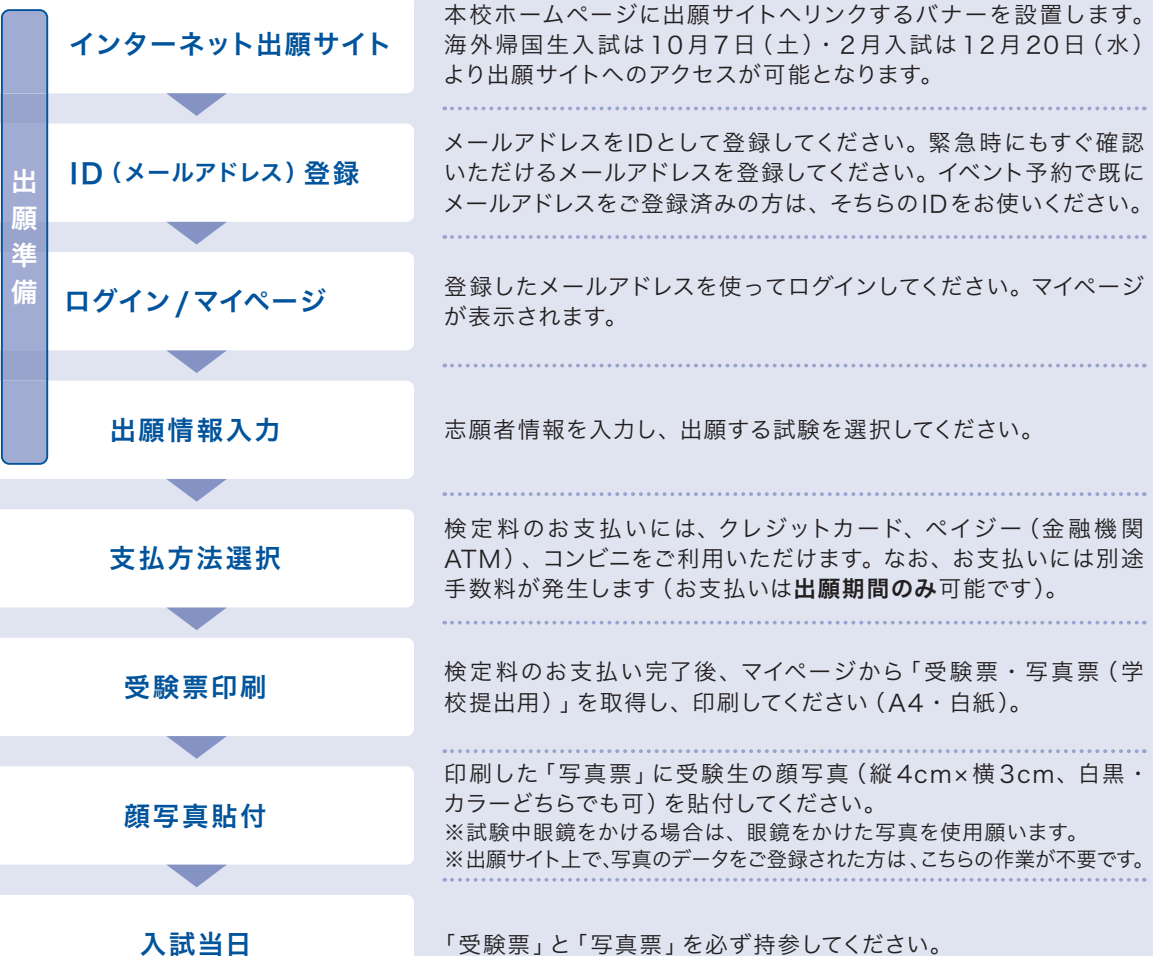 出願準備
インターネット出願サイト
本校ホームページに出願サイトへリンクするバナーを設置します。
海外帰国生入試は10月7日（土）・2月入試は12月20日（水）
より出願サイトへのアクセスが可能となります。
ID（メールアドレス）登録
メールアドレスをIDとして登録してください。緊急時にもすぐ確認
いただけるメールアドレスを登録してください。イベント予約で既に
メールアドレスをご登録済みの方は、そちらのIDをお使いください。
ログイン/マイページ
登録したメールアドレスを使ってログインしてください。マイページ
が表示されます。
出願情報入力
志願者情報を入力し、出願する試験を選択してください。
支払方法選択
検定料のお支払いには、クレジットカード、ペイジー（金融機関
ATM）、コンビニをご利用いただけます。なお、お支払いには別途
手数料が発生します（お支払いは出願期間のみ可能です）。
受験票印刷
検定料のお支払い完了後、マイページから「受験票・写真票（学
校提出用）」を取得し、印刷してください（A4・白紙）。
顔写真貼付
印刷した「写真票」に受験生の顔写真（縦4cm×横3cm、白黒・
カラーどちらでも可）を貼付してください。
※試験中眼鏡をかける場合は、眼鏡をかけた写真を使用願います。
※出願サイト上で、写真のデータをご登録された方は、こちらの作業が不要です。
入試当日
「受験票」と「写真票」を必ず持参してください。